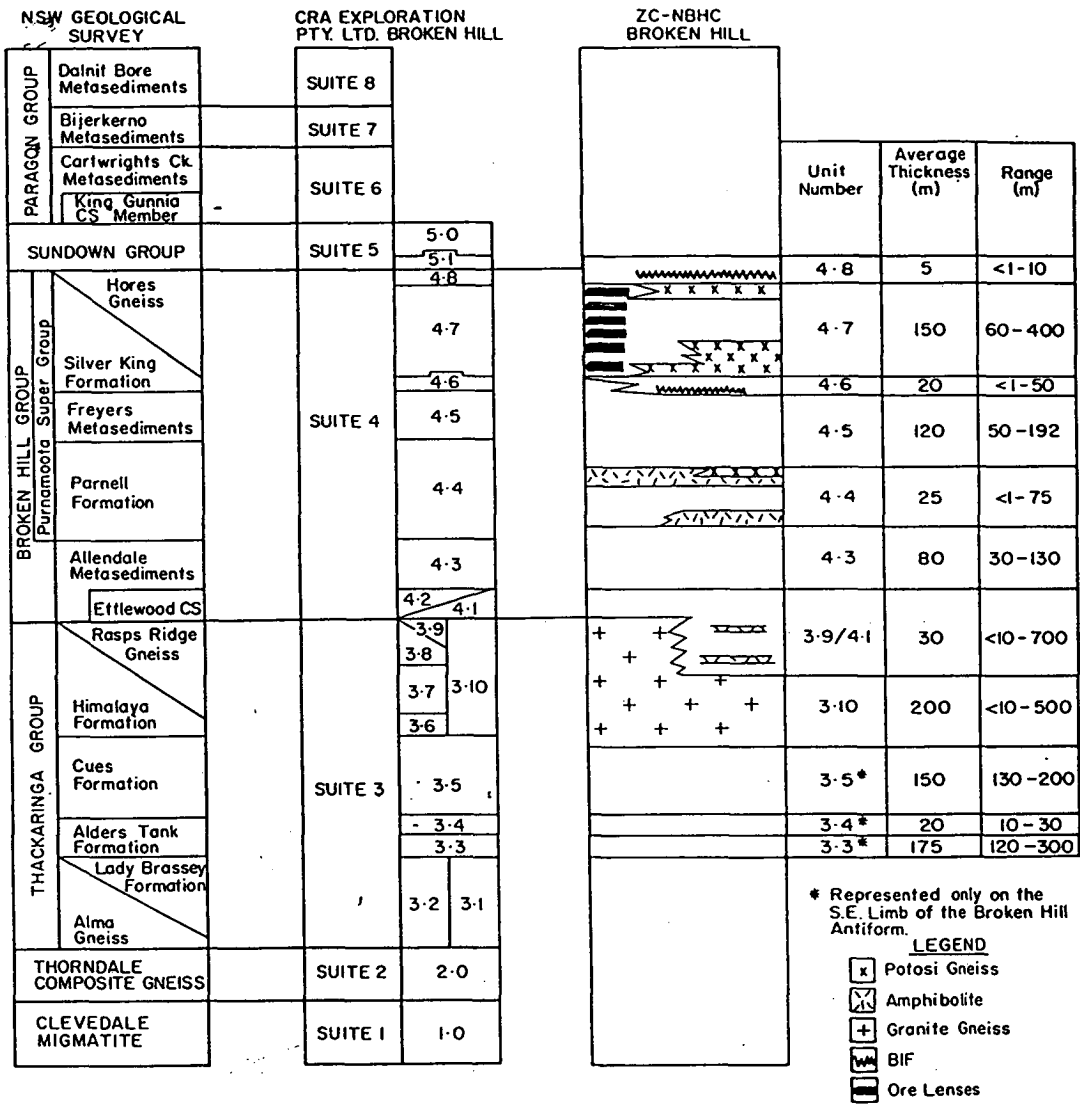 NSW GEOLOGICAL
SURVEY
CRA EXPLORATION
PTY. LTD. BROKEN HILL
ZC-NBHC
BROKEN HILL
PARAGON GROUP
Dalnit Bore
Metasediments
Bijerkerno
Metasediments
Cartwrights Ck.
Metasediments
King Gunnia
CS Member
SUNDOWN GROUP
BROKEN HILL GROUP
Purnamoota Super Group
Hores
Gneiss
Silver King
Formation
Freyers
Metasediments
Parnell
Formation
Allendale
Metasediments
Ettlewood CS
THACKARINGA GROUP
Rasps Ridge
Gneiss
Himalaya
Formation
Cues
Formation
Alders Tank
Formation
Lady Brassey
Formation
Alma
Gneiss
THORNDALE
COMPOSITE GNEISS
CLEVEDALE
MIGMATITE
SUITE 8
SUITE 7
SUITE 6
SUITE 5
SUITE 4
SUITE 3
SUITE 2
SUITE 1
5·0
5·1
4·8
4·7
4·6
4·5
4·4
4·3
4·2
4·1
3·9
3·8
3·7
3·10
3·6
3·5
3·4
3·3
3·2
3·1
2·0
1·0
Unit
Number
Average
Thickness
(m)
Range
(m)
4·8 5 <1-10
4·7 150 60-400
4·6 20 <1-50
4·5 120 50-192
4·4 25 <1-75
4·3 80 30-130
3·9/4·1 30 <10-700
3·10 200 <10-500
3·5* 150 130-200
3·4* 20 10-30
3·3* 175 120-300
* Represented only on the
S.E. Limb of the Broken Hill
Antiform.
LEGEND
x Potosi Gneiss
Amphibolite
+ Granite Gneiss
BIF
Ore Lenses